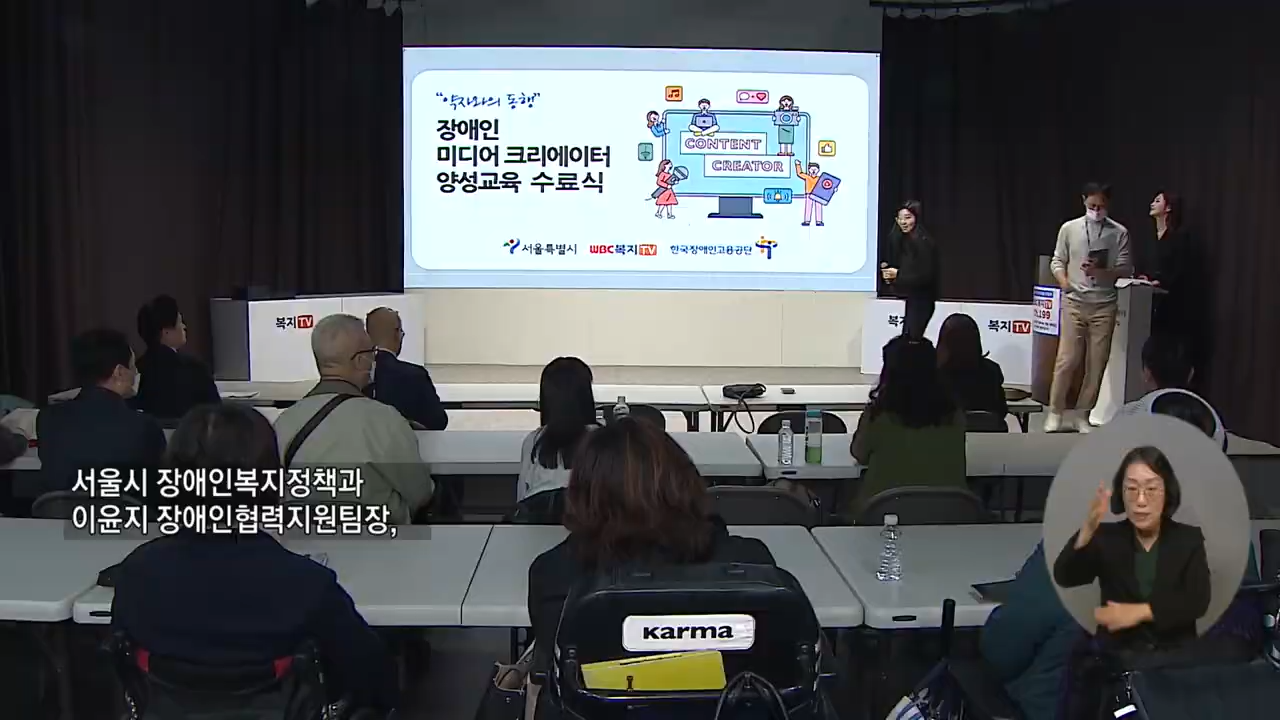 “약자와의 동행”
장애인
미디어 크리에이터
양성교육 수료식
CONTENT
CREATOR
서울특별시 WBC복지TV 한국장애인고용공단
복지TV
복지
복지TV
.199
서울시 장애인복지정책과
이윤지 장애인협력지원팀장,
karma